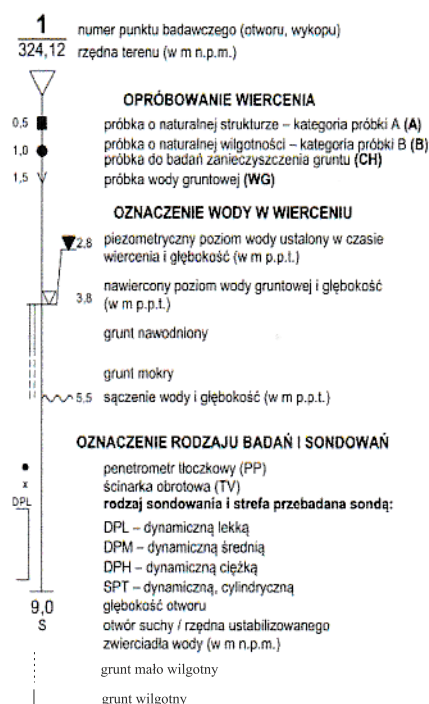 1 numer punktu badawczego (otworu, wykopu)
324,12 rzędna terenu (w m n.p.m.)
OPRÓBOWANIE WIERCENIA
0,5 próbka o naturalnej strukturze – kategoria próbki A (A)
próbka o naturalnej wilgotności – kategoria próbki B (B)
1,0 próbka do badań zanieczyszczenia gruntu (CH)
1,5 próbka wody gruntowej (WG)
OZNACZENIE WODY W WIERCENIU
2,8 piezometryczny poziom wody ustalony w czasie
wiercenia i głębokość (w m p.p.t.)
nawiercony poziom wody gruntowej i głębokość
3,8 (w m p.p.t.)
grunt nawodniony
grunt mokry
5,5 sączenie wody i głębokość (w m p.p.t.)
OZNACZENIE RODZAJU BADAŃ I SONDOWAŃ
penetrometr tłoczkowy (PP)
x ścinarka obrotowa (TV)
DPL rodzaj sondowania i strefa przebadana sondą:
DPL – dynamiczną lekką
DPM – dynamiczną średnią
DPH – dynamiczną ciężką
SPT – dynamiczną, cylindryczną
9,0 głębokość otworu
S otwór suchy / rzędna ustabilizowanego
zwierciadła wody (w m n.p.m.)
grunt mało wilgotny
grunt wilgotny